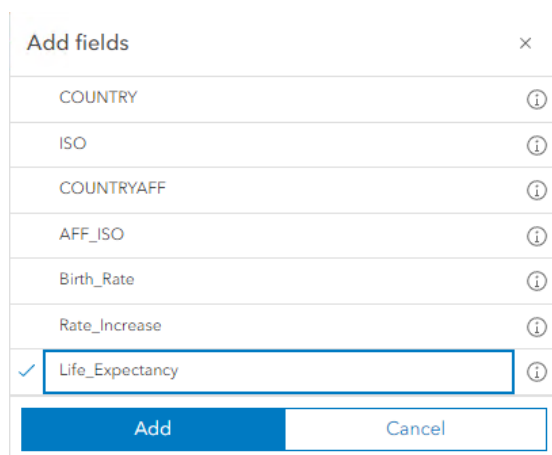 Add fields
COUNTRY
ISO
COUNTRYAFF
AFF_ISO
Birth_Rate
Rate_Increase
Life_Expectancy
Add Cancel